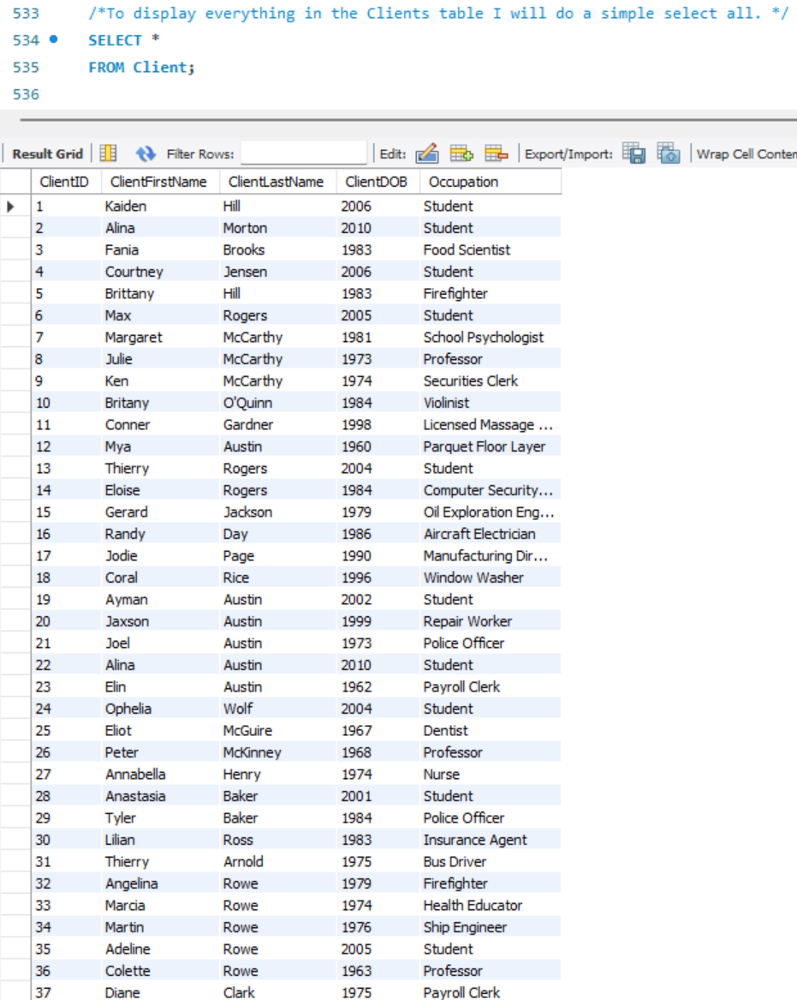 533 /*To display everything in the Clients table I will do a simple select all. */
534 SELECT *
535 FROM Client;
536
Result Grid Filter Rows: Edit: Export/Import: Wrap Cell Conten
ClientID ClientFirstName ClientLastName ClientDOB Occupation
1 Kaiden Hill 2006 Student
2 Alina Morton 2010 Student
3 Fania Brooks 1983 Food Scientist
4 Courtney Jensen 2006 Student
5 Brittany Hill 1983 Firefighter
6 Max Rogers 2005 Student
7 Margaret McCarthy 1981 School Psychologist
8 Julie McCarthy 1973 Professor
9 Ken McCarthy 1974 Securities Clerk
10 Britany O'Quinn 1984 Violinist
11 Conner Gardner 1998 Licensed Massage ...
12 Mya Austin 1960 Parquet Floor Layer
13 Thierry Rogers 2004 Student
14 Eloise Rogers 1984 Computer Security...
15 Gerard Jackson 1979 Oil Exploration Eng...
16 Randy Day 1986 Aircraft Electrician
17 Jodie Page 1990 Manufacturing Dir...
18 Coral Rice 1996 Window Washer
19 Ayman Austin 2002 Student
20 Jaxson Austin 1999 Repair Worker
21 Joel Austin 1973 Police Officer
22 Alina Austin 2010 Student
23 Elin Austin 1962 Payroll Clerk
24 Ophelia Wolf 2004 Student
25 Eliot McGuire 1967 Dentist
26 Peter McKinney 1968 Professor
27 Annabella Henry 1974 Nurse
28 Anastasia Baker 2001 Student
29 Tyler Baker 1984 Police Officer
30 Lilian Ross 1983 Insurance Agent
31 Thierry Arnold 1975 Bus Driver
32 Angelina Rowe 1979 Firefighter
33 Marcia Rowe 1974 Health Educator
34 Martin Rowe 1976 Ship Engineer
35 Adeline Rowe 2005 Student
36 Colette Rowe 1963 Professor
37 Diane Clark 1975 Payroll Clerk